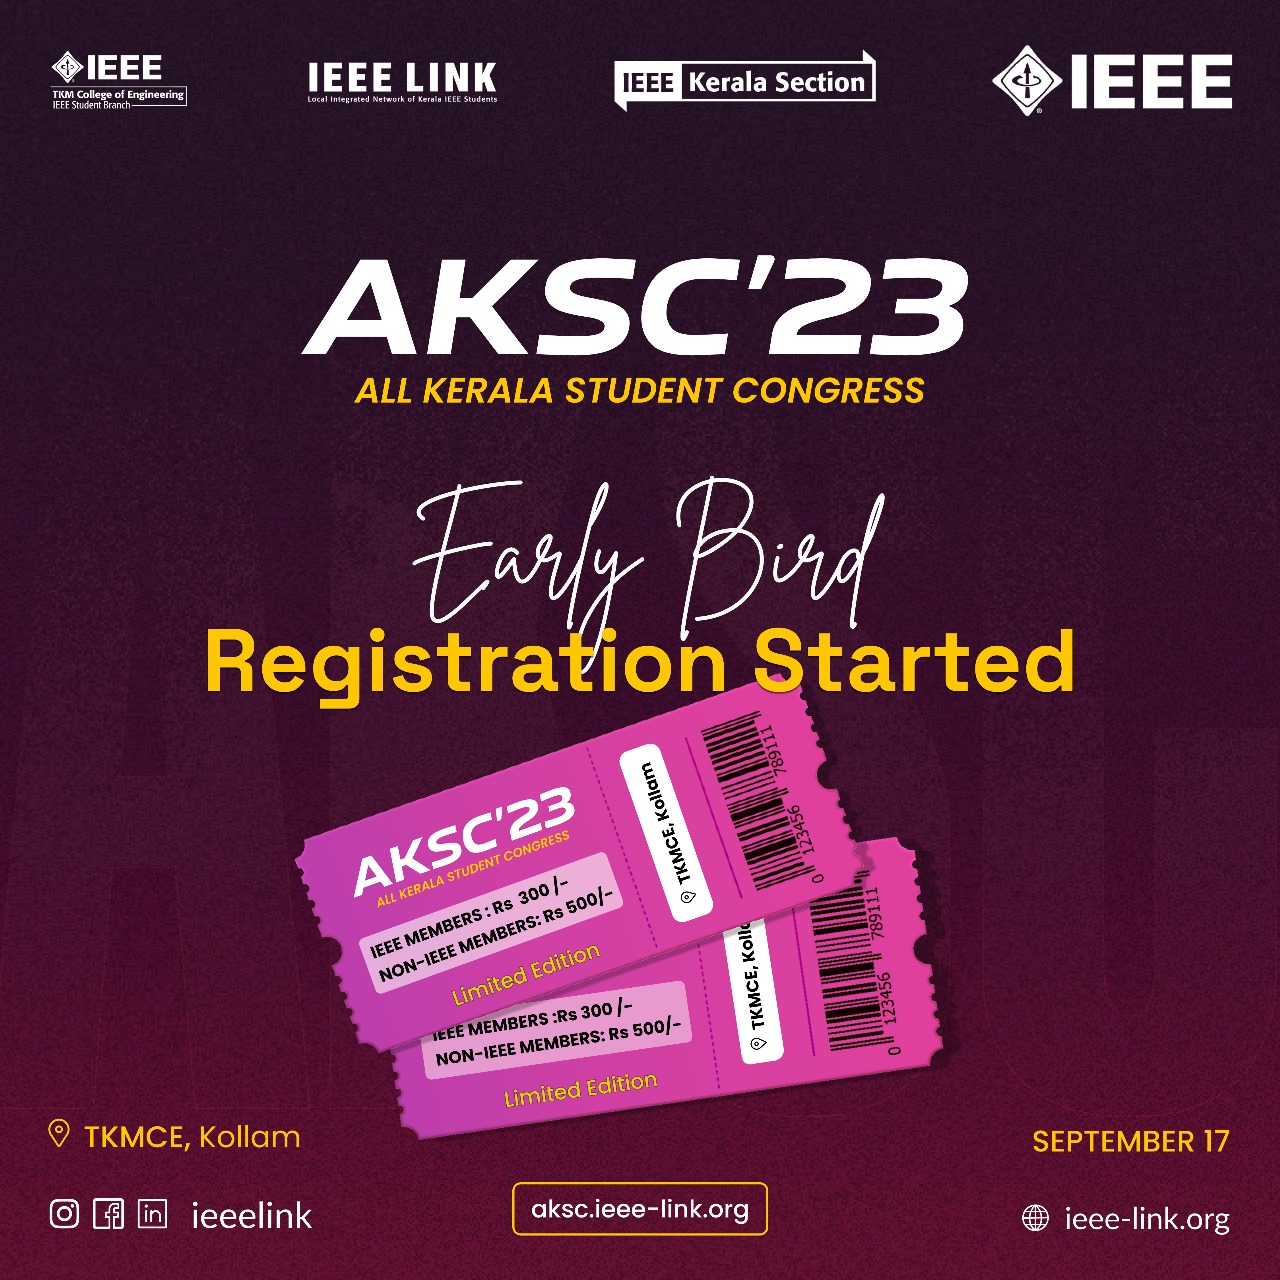 IEEE
TKM College of Engineering
IEEE Student Branch
IEEE LINK
Local Integrated Network of Kerala IEEE Students
IEEE Kerala Section
IEEE
AKSC'23
ALL KERALA STUDENT CONGRESS
Early Bird
Registration Started
AKSC'23
ALL KERALA STUDENT CONGRESS
IEEE MEMBERS : Rs 300 /-
NON-IEEE MEMBERS: Rs 500/-
Limited Edition
TKMCE, Kollam
0 123456 789111
IEEE MEMBERS :Rs 300 /-
NON-IEEE MEMBERS: Rs 500/-
Limited Edition
TKMCE, Kolla
0 123456 789111
TKMCE, Kollam
SEPTEMBER 17
ieeelink
aksc.ieee-link.org
ieee-link.org